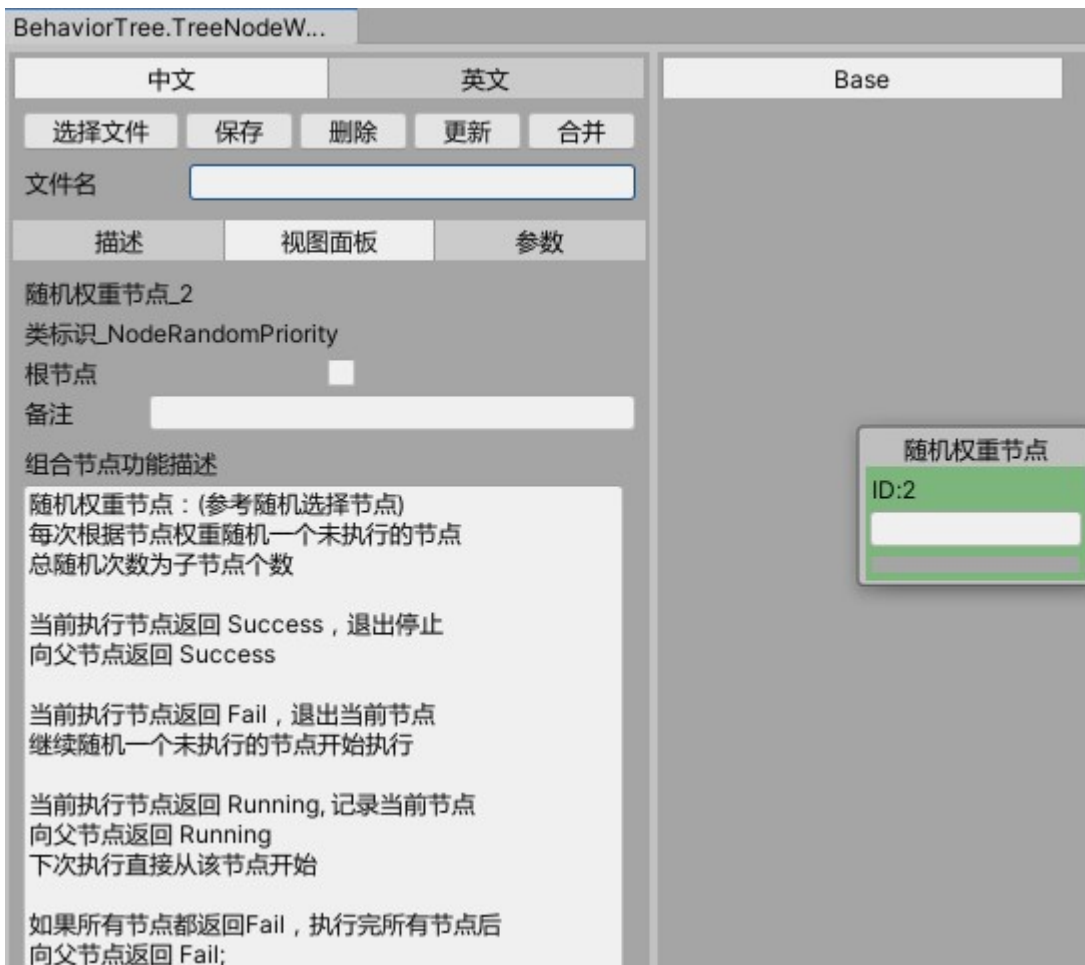 BehaviorTree.TreeNodeW...
中文 英文
选择文件 保存 删除 更新 合并
文件名
描述 视图面板 参数
随机权重节点_2
类标识_NodeRandomPriority
根节点
备注
组合节点功能描述
随机权重节点：(参考随机选择节点)
每次根据节点权重随机一个未执行的节点
总随机次数为子节点个数
当前执行节点返回 Success，退出停止
向父节点返回 Success
当前执行节点返回 Fail，退出当前节点
继续随机一个未执行的节点开始执行
当前执行节点返回 Running, 记录当前节点
向父节点返回 Running
下次执行直接从该节点开始
如果所有节点都返回Fail，执行完所有节点后
向父节点返回 Fail;
Base
随机权重节点
ID:2